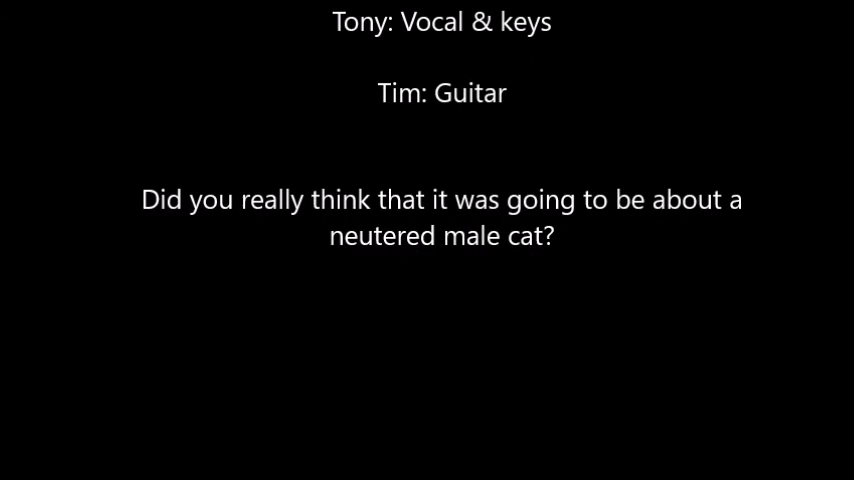 Tony: Vocal & keys
Tim: Guitar
Did you really think that it was going to be about a
neutered male cat?